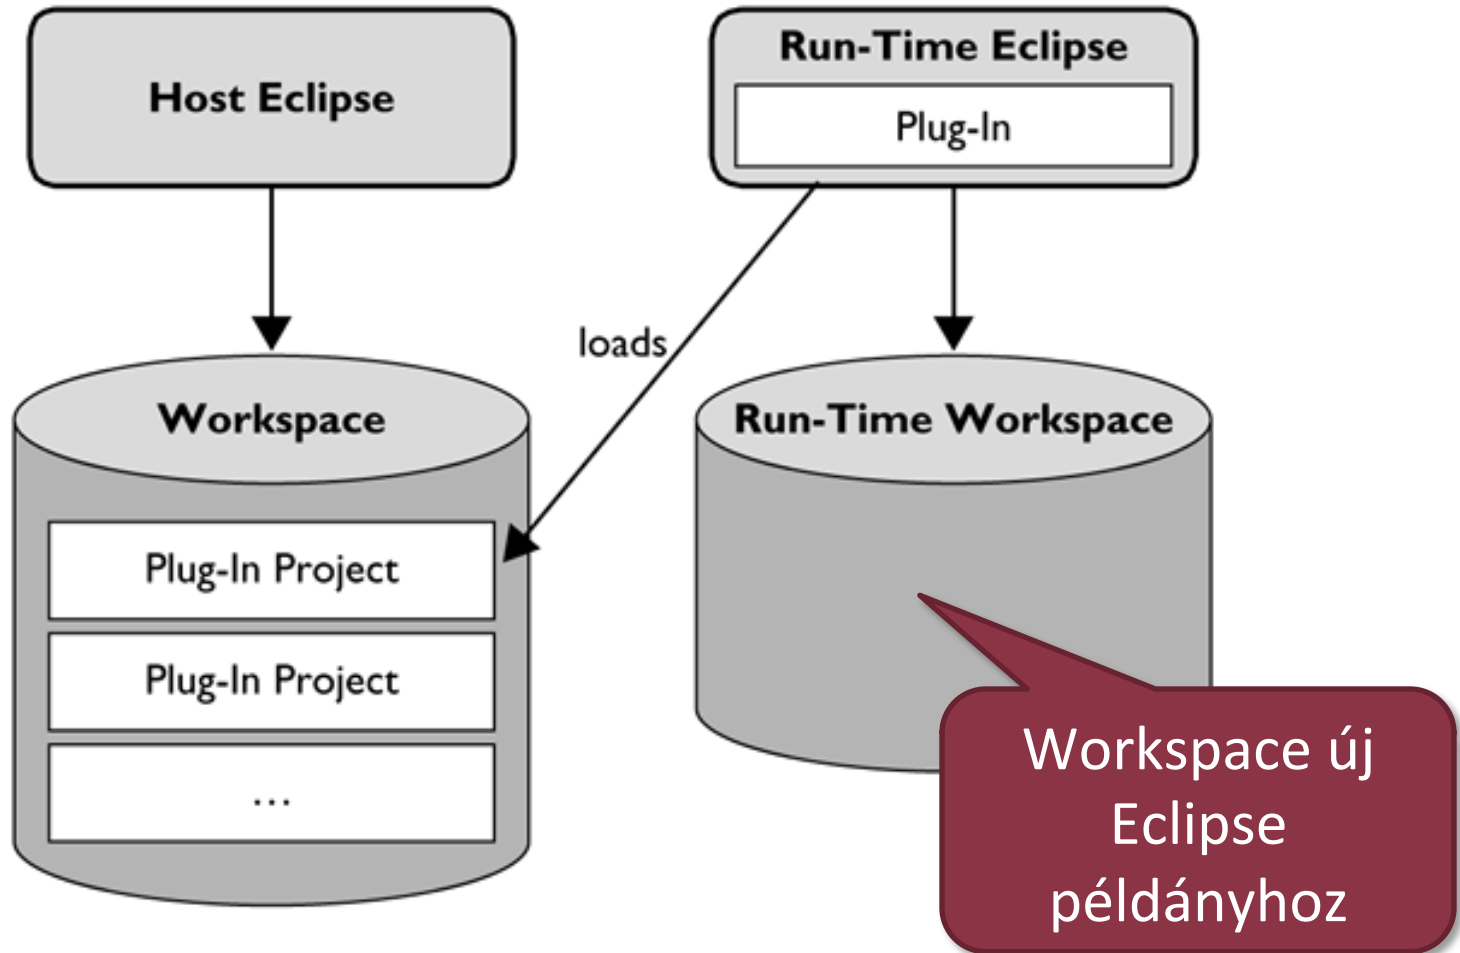 Host Eclipse
Run-Time Eclipse
Plug-In
loads
Workspace
Run-Time Workspace
Plug-In Project
Plug-In Project
...
Workspace új
Eclipse
példányhoz